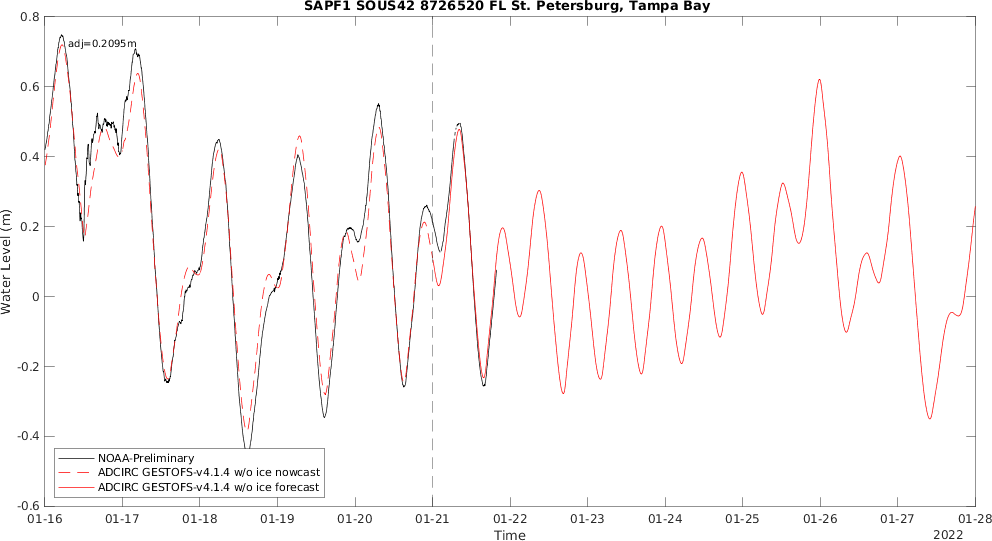 SAPF1 SOUS42 8726520 FL St. Petersburg, Tampa Bay
adj=0.2095m
0.8
0.6
0.4
0.2
0
-0.2
-0.4
-0.6
Water Level (m)
NOAA-Preliminary
ADCIRC GESTOFS-v4.1.4 w/o ice nowcast
ADCIRC GESTOFS-v4.1.4 w/o ice forecast
01-16 01-17 01-18 01-19 01-20 01-21 01-22 01-23 01-24 01-25 01-26 01-27 01-28
Time
2022